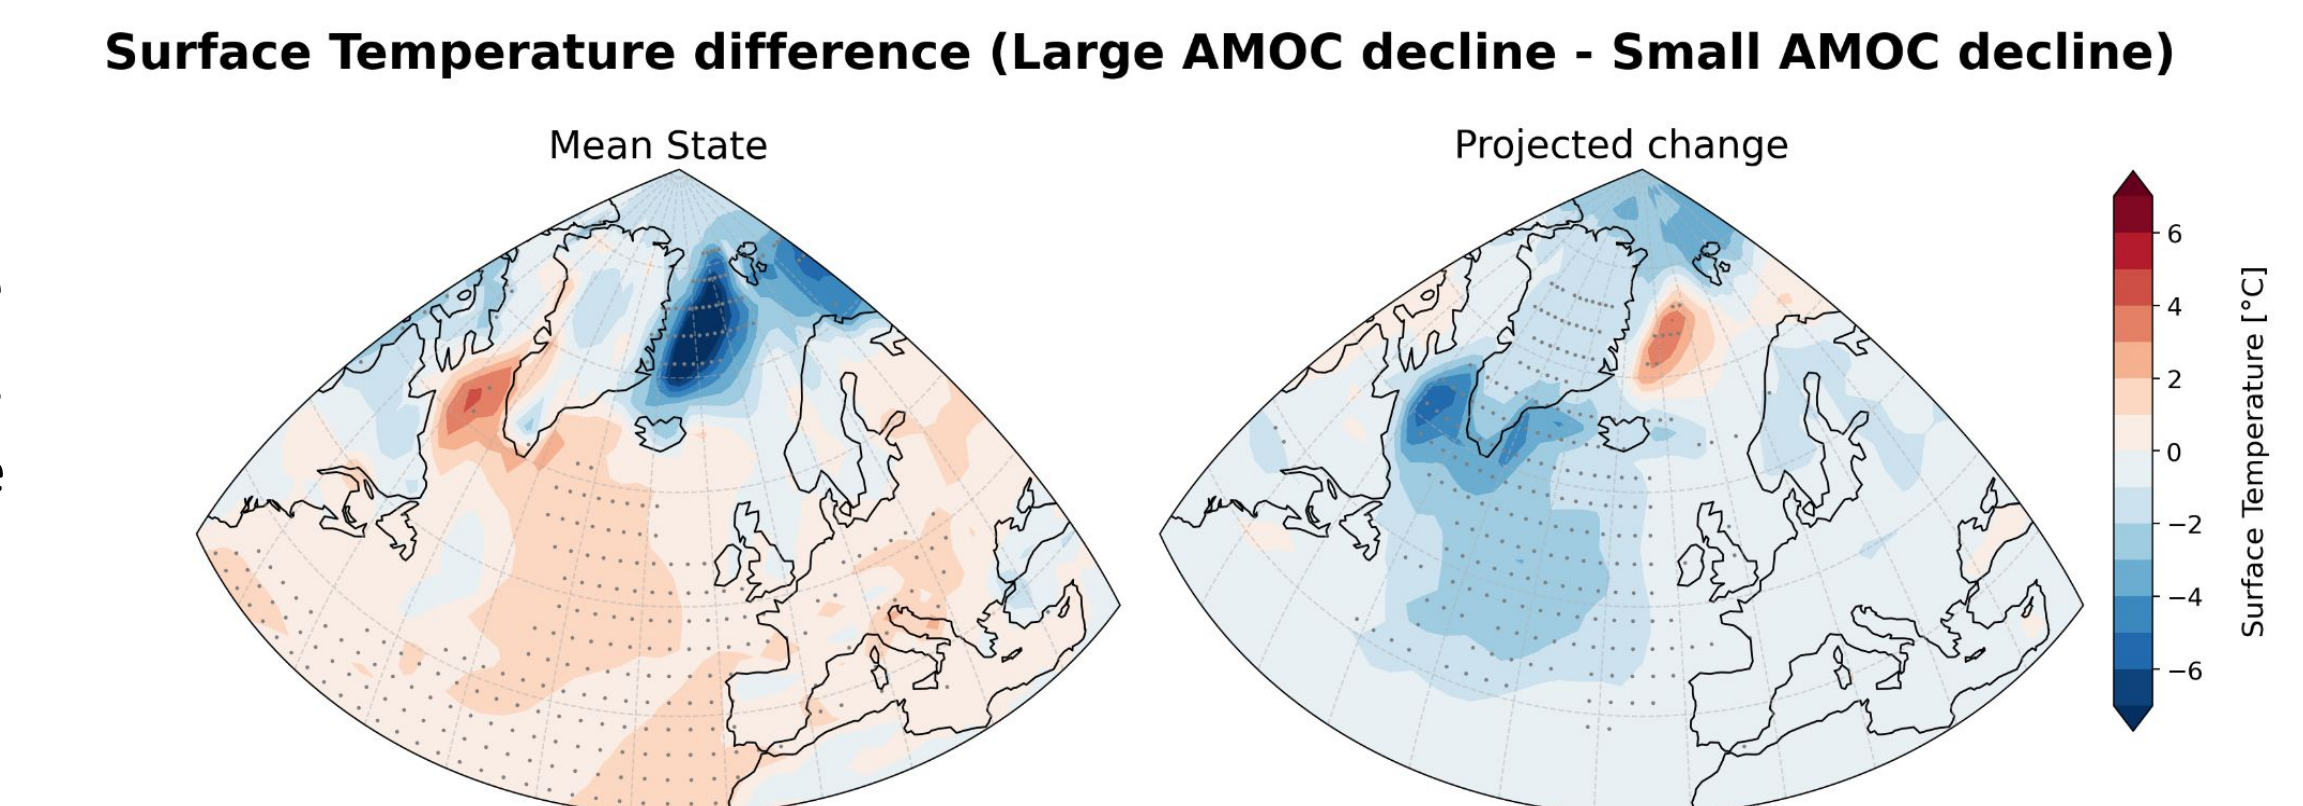 Surface Temperature difference (Large AMOC decline - Small AMOC decline)
Mean State
Projected change
6
4
2
0
−2
−4
−6
Surface Temperature [°C]